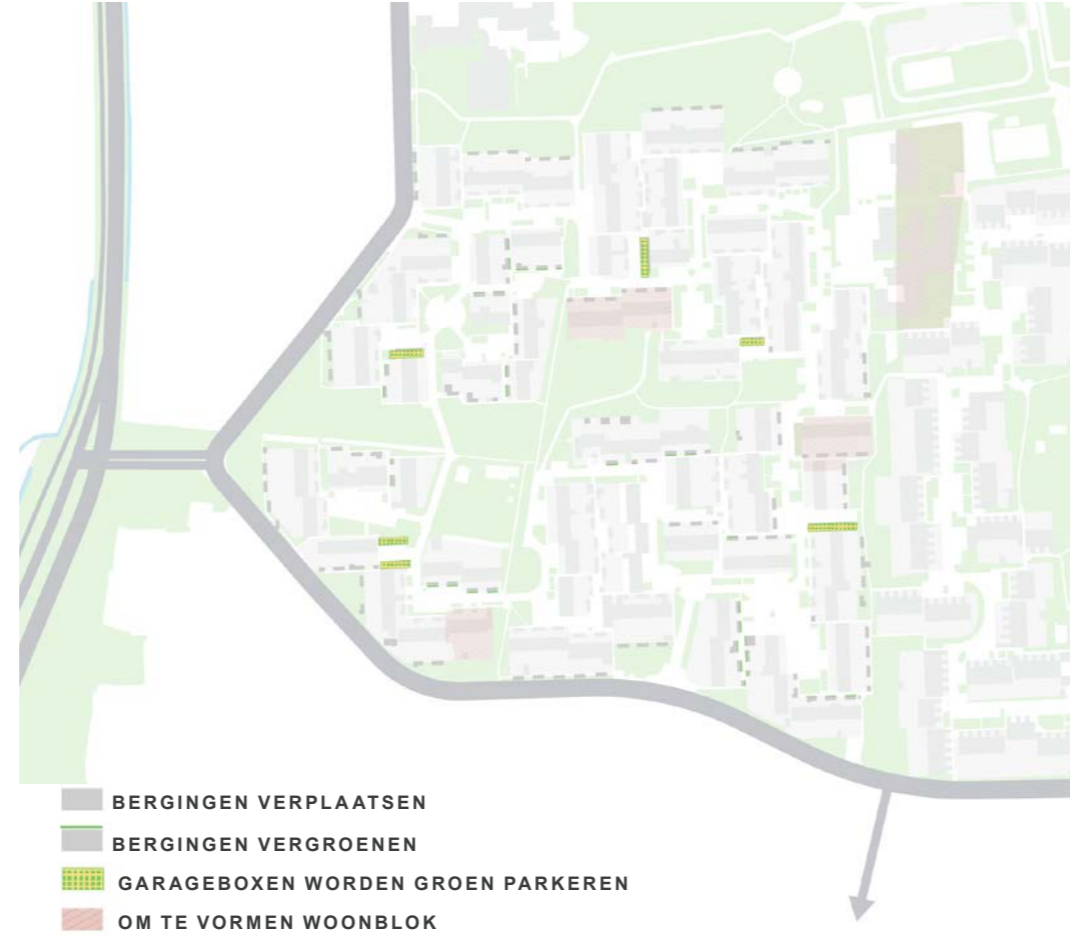 BERGINGEN VERPLAATSEN
BERGINGEN VERGROENEN
GARAGEBOXEN WORDEN GROEN PARKEREN
OM TE VORMEN WOONBLOK